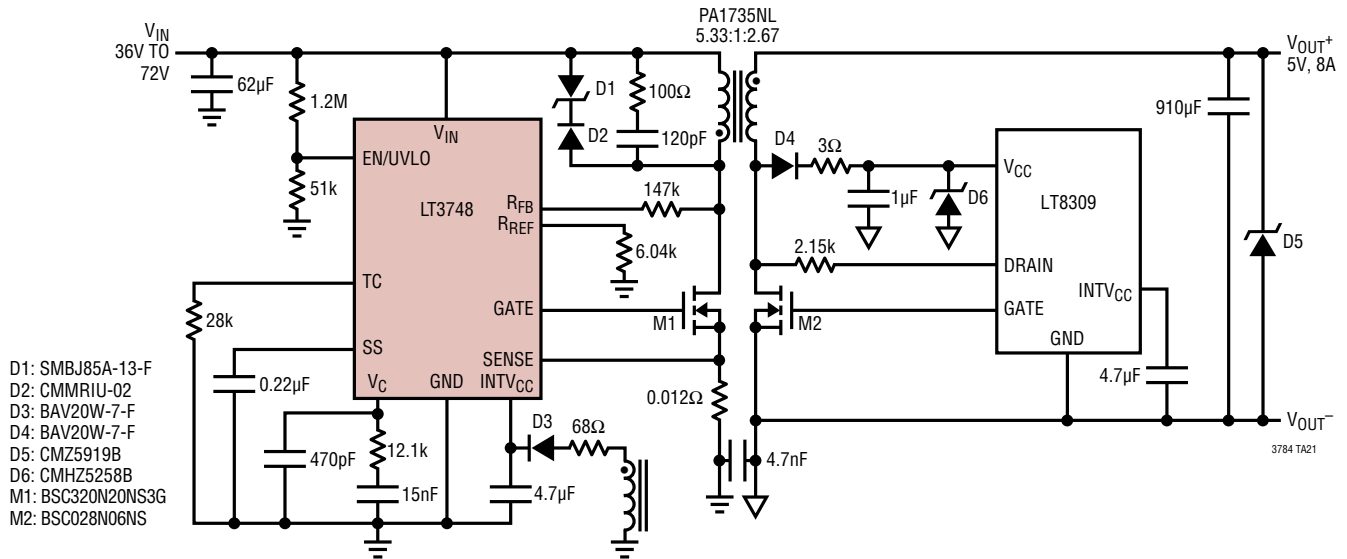 PA1735NL
5.33:1:2.67
V_IN
36V TO
72V
V_OUT+
5V, 8A
62µF
1.2M
D1
100Ω
910µF
V_IN
D2
120pF
D4
3Ω
EN/UVLO
V_CC
51k
147k
1µF
D6
LT8309
LT3748
R_FB
R_REF
D5
6.04k
2.15k
DRAIN
TC
INTV_CC
GATE
GATE
28k
M1
M2
SS
SENSE
GND
4.7µF
0.22µF
V_C
GND
INTV_CC
0.012Ω
V_OUT–
D3
68Ω
3784 TA21
470pF
12.1k
4.7nF
15nF
4.7µF
D1: SMBJ85A-13-F
D2: CMMRIU-02
D3: BAV20W-7-F
D4: BAV20W-7-F
D5: CMZ5919B
D6: CMHZ5258B
M1: BSC320N20NS3G
M2: BSC028N06NS